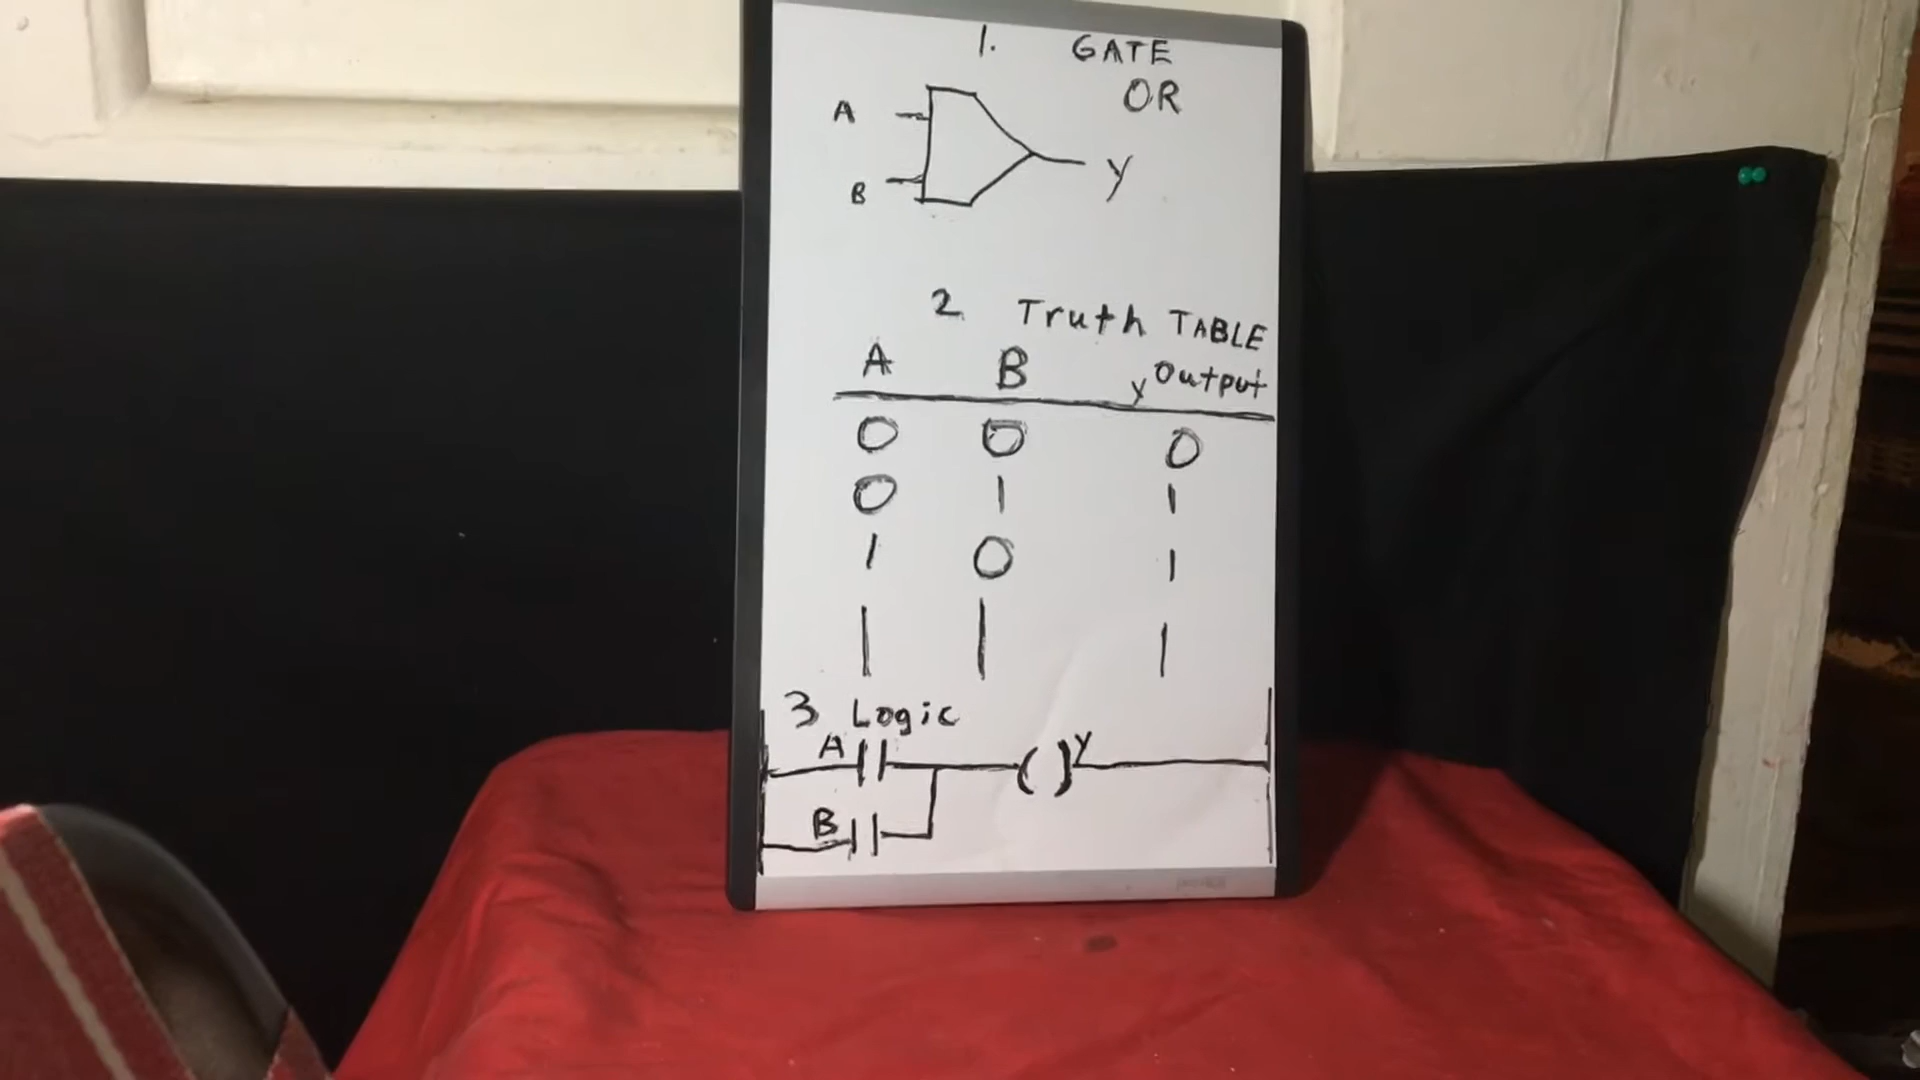 1. GATE
OR
A
B
Y
2 Truth TABLE
A B Y Output
0 0 0
0 1 1
1 0 1
1 1 1
3 Logic
A Y
B